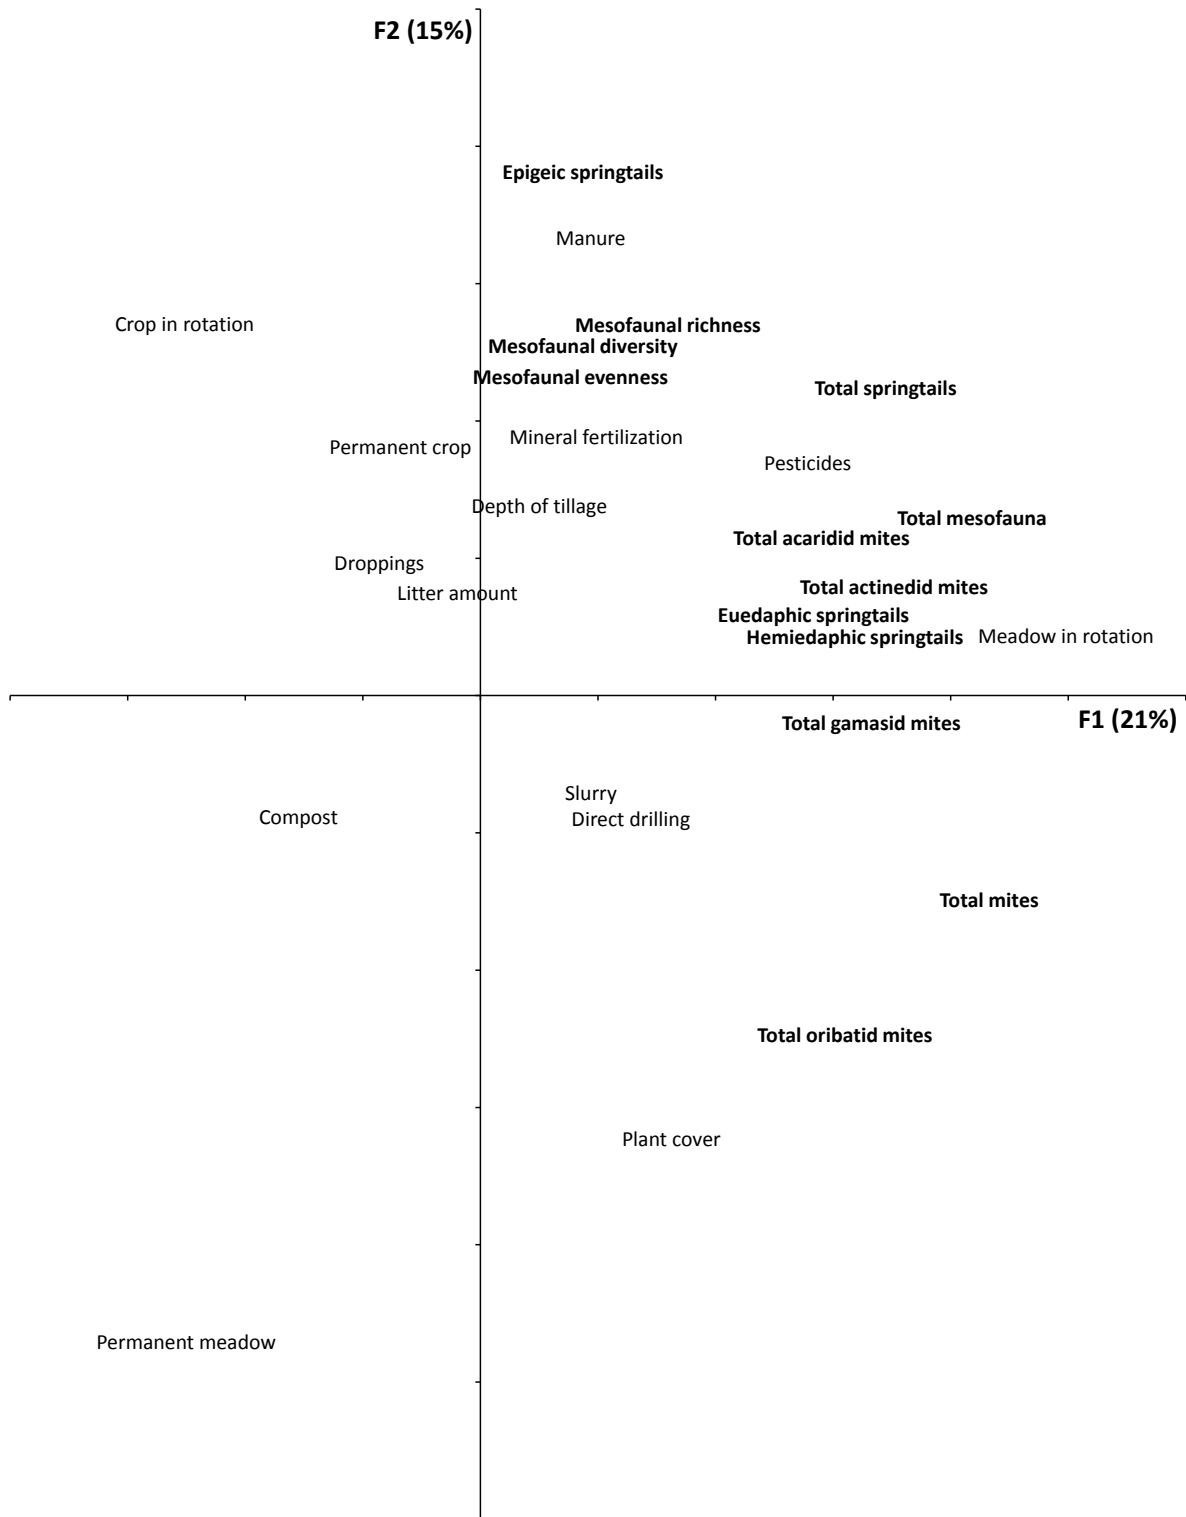 F2 (15%)
Epigeic springtails
Manure
Crop in rotation
Mesofaunal richness
Mesofaunal diversity
Mesofaunal evenness
Total springtails
Mineral fertilization
Permanent crop
Pesticides
Depth of tillage
Total mesofauna
Total acaridid mites
Droppings
Total actinedid mites
Litter amount
Euedaphic springtails
Hemiedaphic springtails
Meadow in rotation
Total gamasid mites
F1 (21%)
Slurry
Compost
Direct drilling
Total mites
Total oribatid mites
Plant cover
Permanent meadow